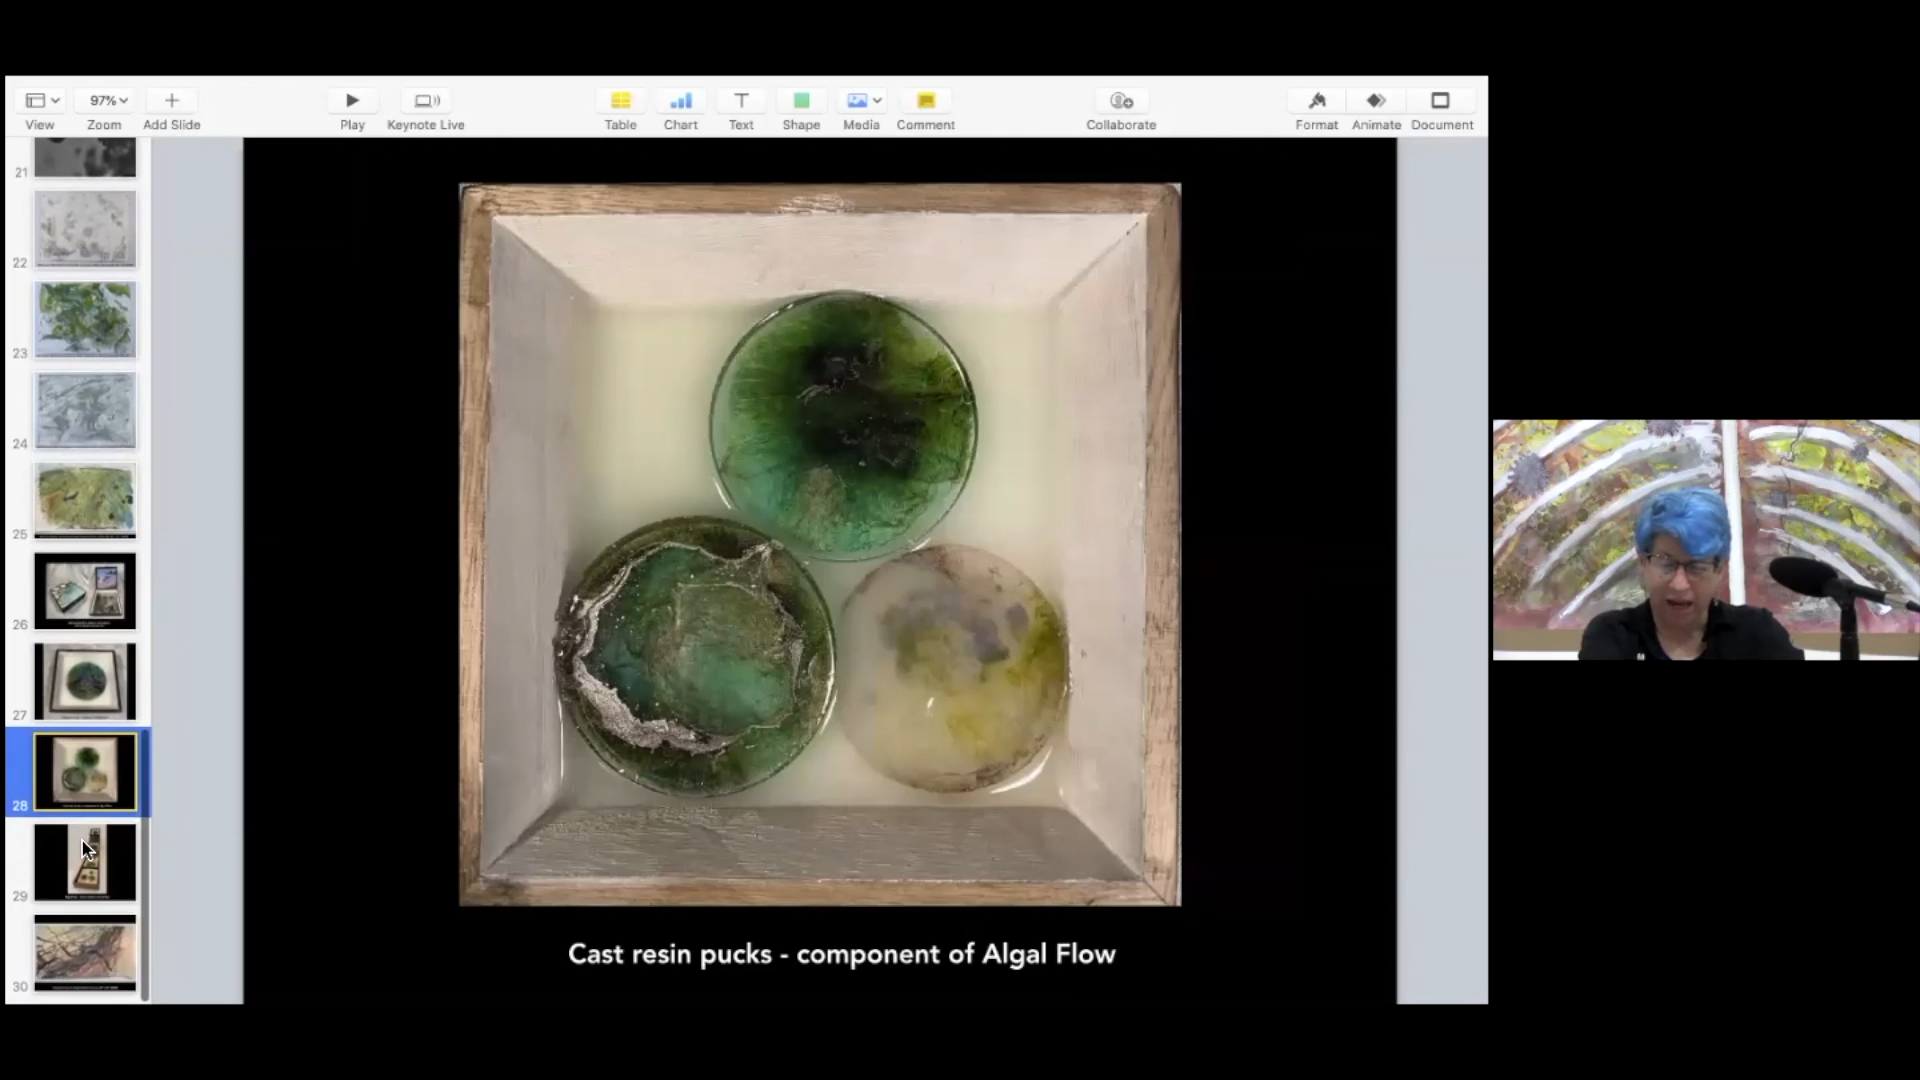 97%
View
Zoom
Add Slide
Play
Keynote Live
Table
Chart
Text
Shape
Media
Comment
Collaborate
Format
Animate
Document
21
22
23
24
25
26
27
28
29
30
Cast resin pucks - component of Algal Flow